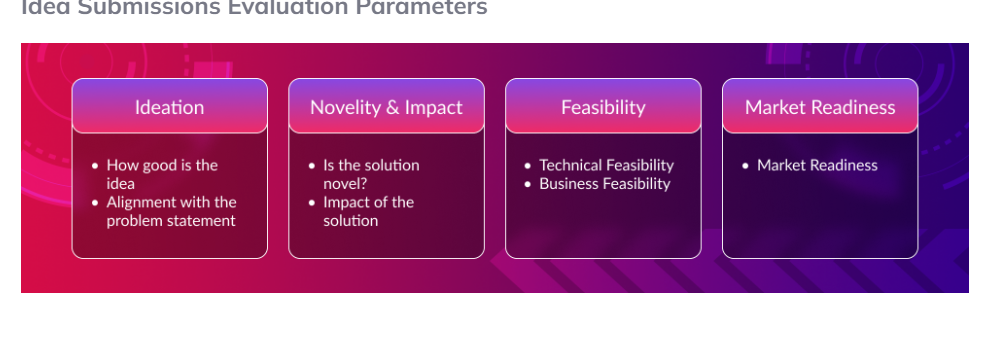 Idea Submissions Evaluation Parameters
Ideation
• How good is the
idea
• Alignment with the
problem statement
Novelity & Impact
• Is the solution
novel?
• Impact of the
solution
Feasibility
• Technical Feasibility
• Business Feasibility
Market Readiness
• Market Readiness